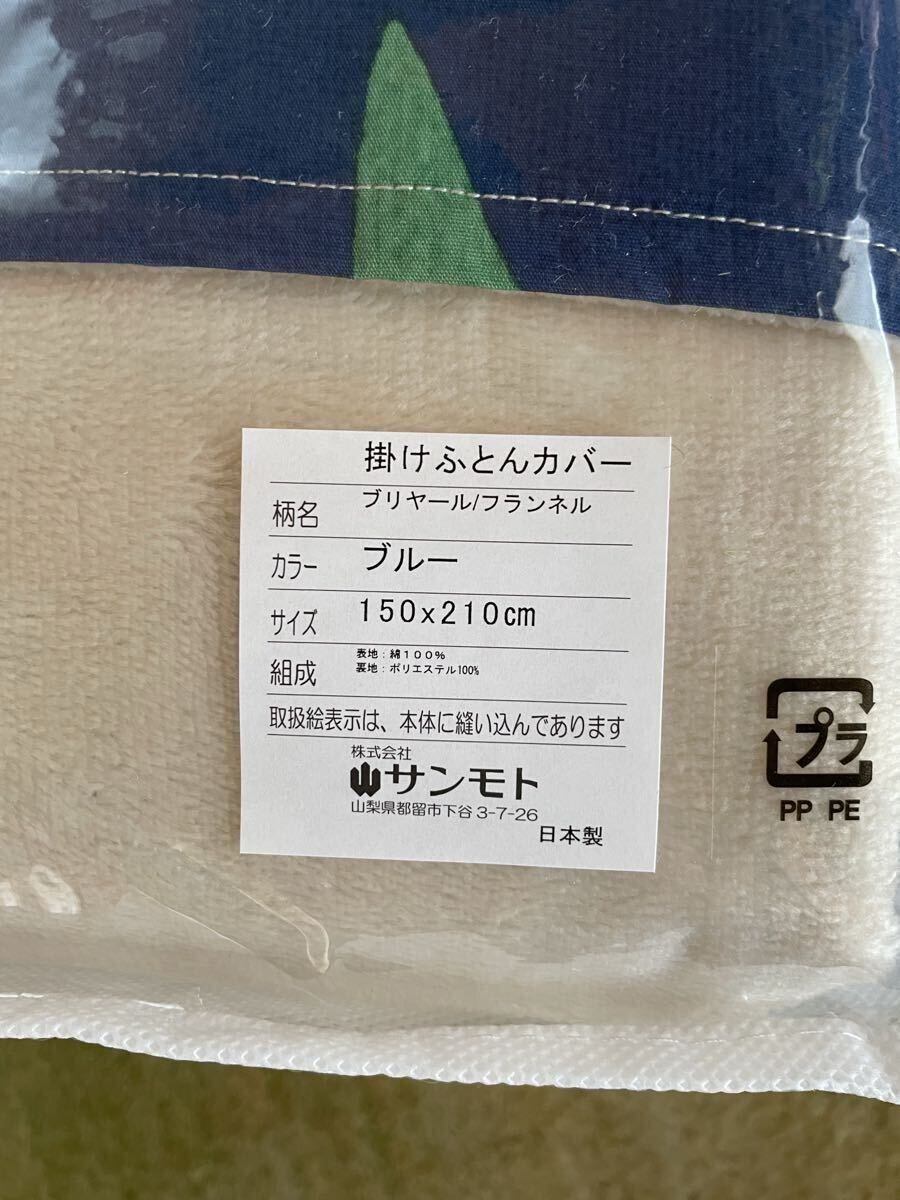 掛けふとんカバー
柄名 ブリヤール/フランネル
カラー ブルー
サイズ 150x210cm
組成 表地：綿100%
裏地：ポリエステル100%
取扱絵表示は、本体に縫い込んであります
株式会社
サンモト
山梨県都留市下谷3-7-26
日本製
プラ
PP PE